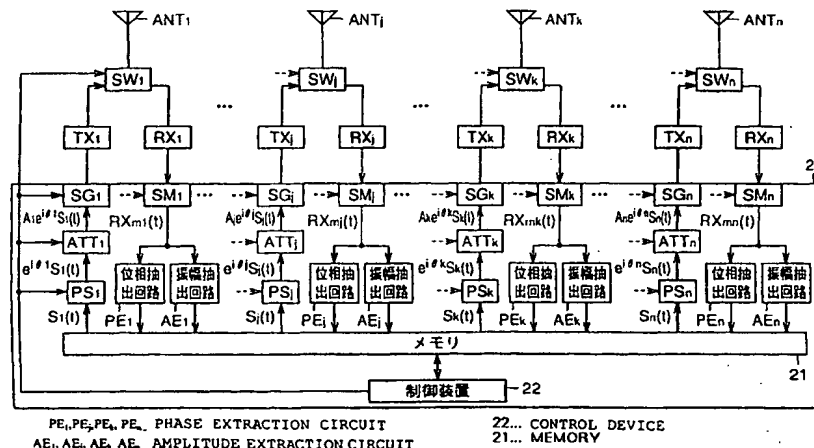 ANT1 ANTj ANTk ANTn
SW1 SWj SWk SWn
... ... ...
TX1 RX1 TXj RXj TXk RXk TXn RXn
2
SG1 SM1 ... SGj SMj ... SGk SMk ... SGn SMn
A1e^iθ1S1(t) RXm1(t) Aje^iθjSj(t) RXmj(t) Ake^iθkSk(t) RXmk(t) Ane^iθnSn(t) RXmn(t)
ATT1 ATTj ATTk ATTn
e^iθ1S1(t) 位相抽出回路 振幅抽出回路 e^iθjSj(t) 位相抽出回路 振幅抽出回路 e^iθkSk(t) 位相抽出回路 振幅抽出回路 e^iθnSn(t) 位相抽出回路 振幅抽出回路
PS1 PSj PSk PSn
S1(t) PE1 AE1 Sj(t) PEj AEj Sk(t) PEk AEk Sn(t) PEn AEn
メモリ
21
制御装置 22
PE1,PEj,PEk, PEn... PHASE EXTRACTION CIRCUIT 22... CONTROL DEVICE
AE1, AEj, AEk, AEn... AMPLITUDE EXTRACTION CIRCUIT 21... MEMORY